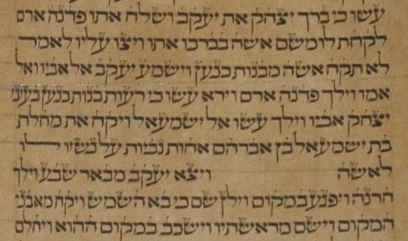 עשו כי ברך יצחק את יעקב ושלח אתו פדנה ארם
לקחת לו משם אשה בברכו אתו ויצו עליו לאמר
לא תקח אשה מבנות כנען וישמע יעקב אל אביו ואל
אמו וילך פדנה ארם וירא עשו כי רעות בנות כנען בעיני
יצחק אביו וילך עשו אל ישמעאל ויקח את מחלת
בת ישמעאל בן אברהם אחות נביות על נשיו לו
לאשה ויצא יעקב מבאר שבע וילך
חרנה ויפגע במקום וילן שם כי בא השמש ויקח מאבני
המקום וישם מראשתיו וישכב במקום ההוא ויחלם